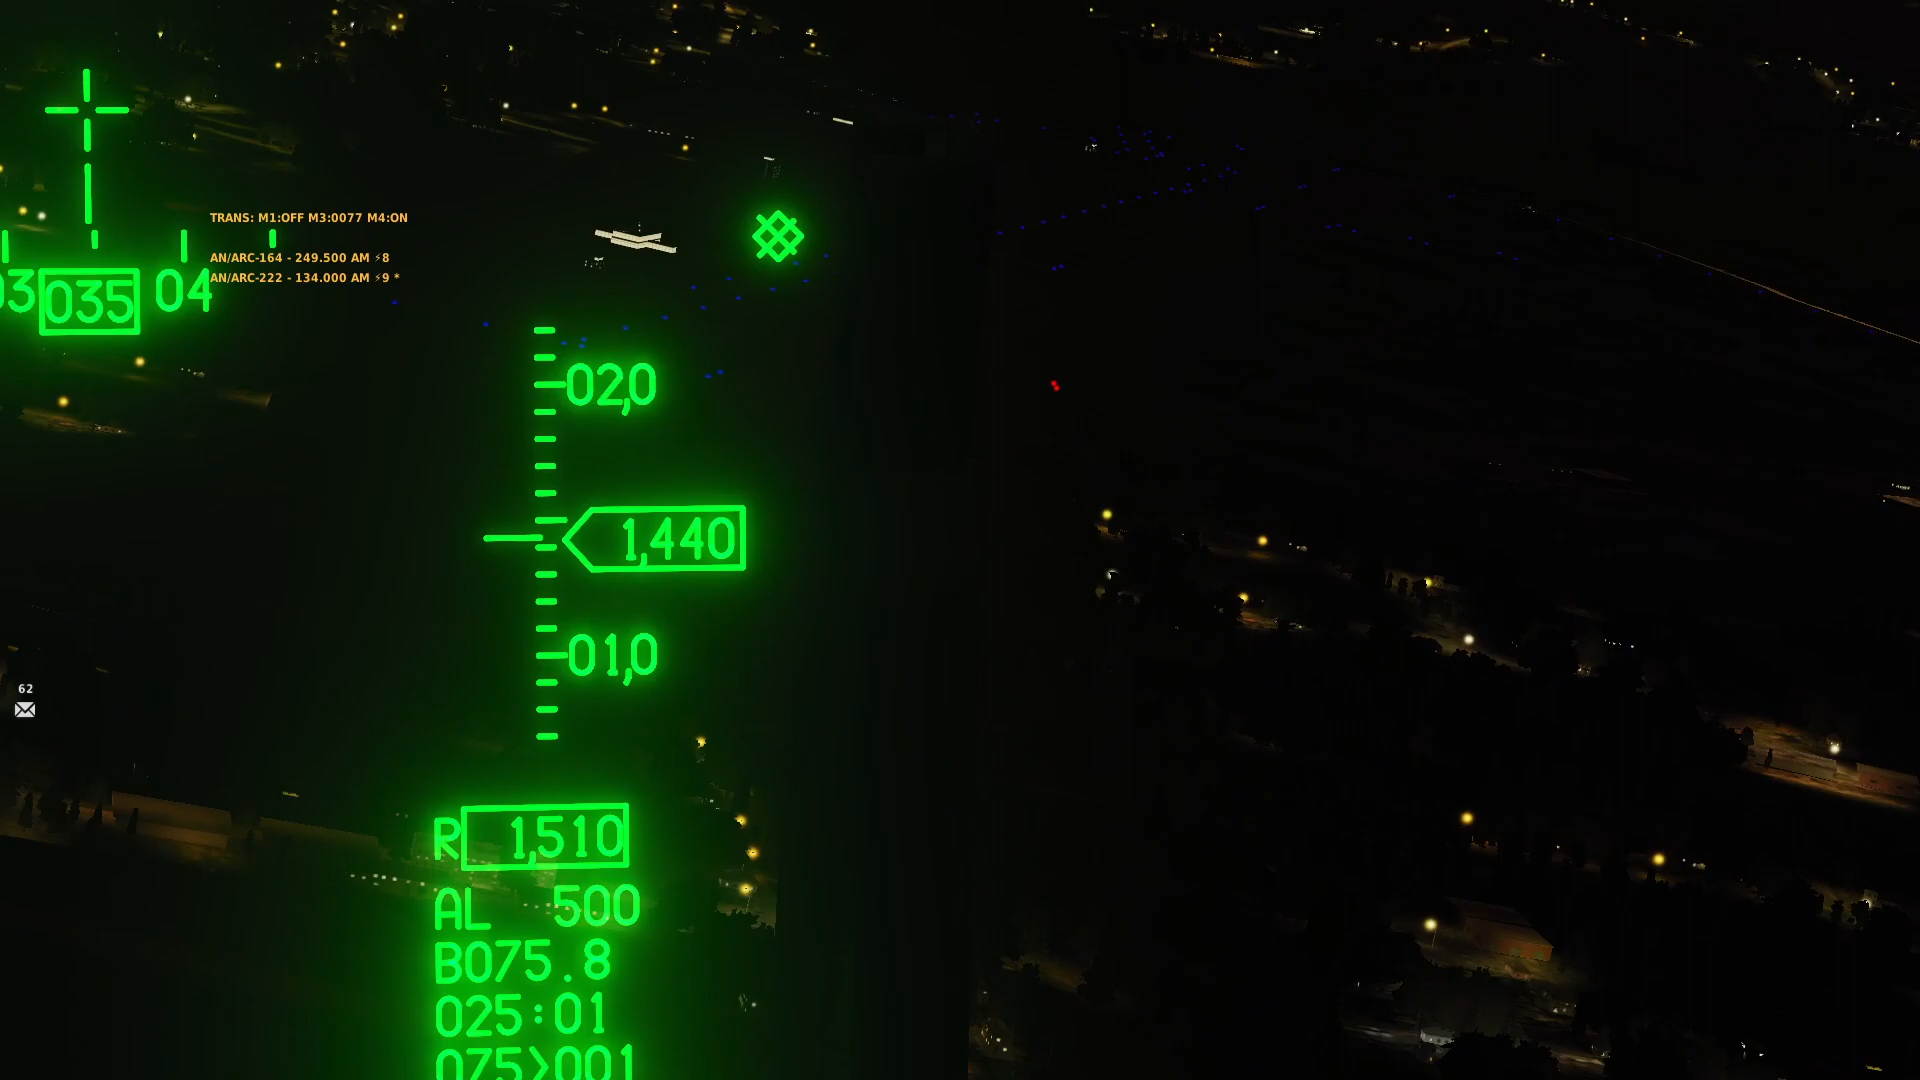 TRANS: M1:OFF M3:0077 M4:ON
AN/ARC-164 - 249.500 AM ⚡8
AN/ARC-222 - 134.000 AM ⚡9 *
03 035 04
02,0
1,440
01,0
62
R 1,510
AL 500
B075.8
025:01
075>001